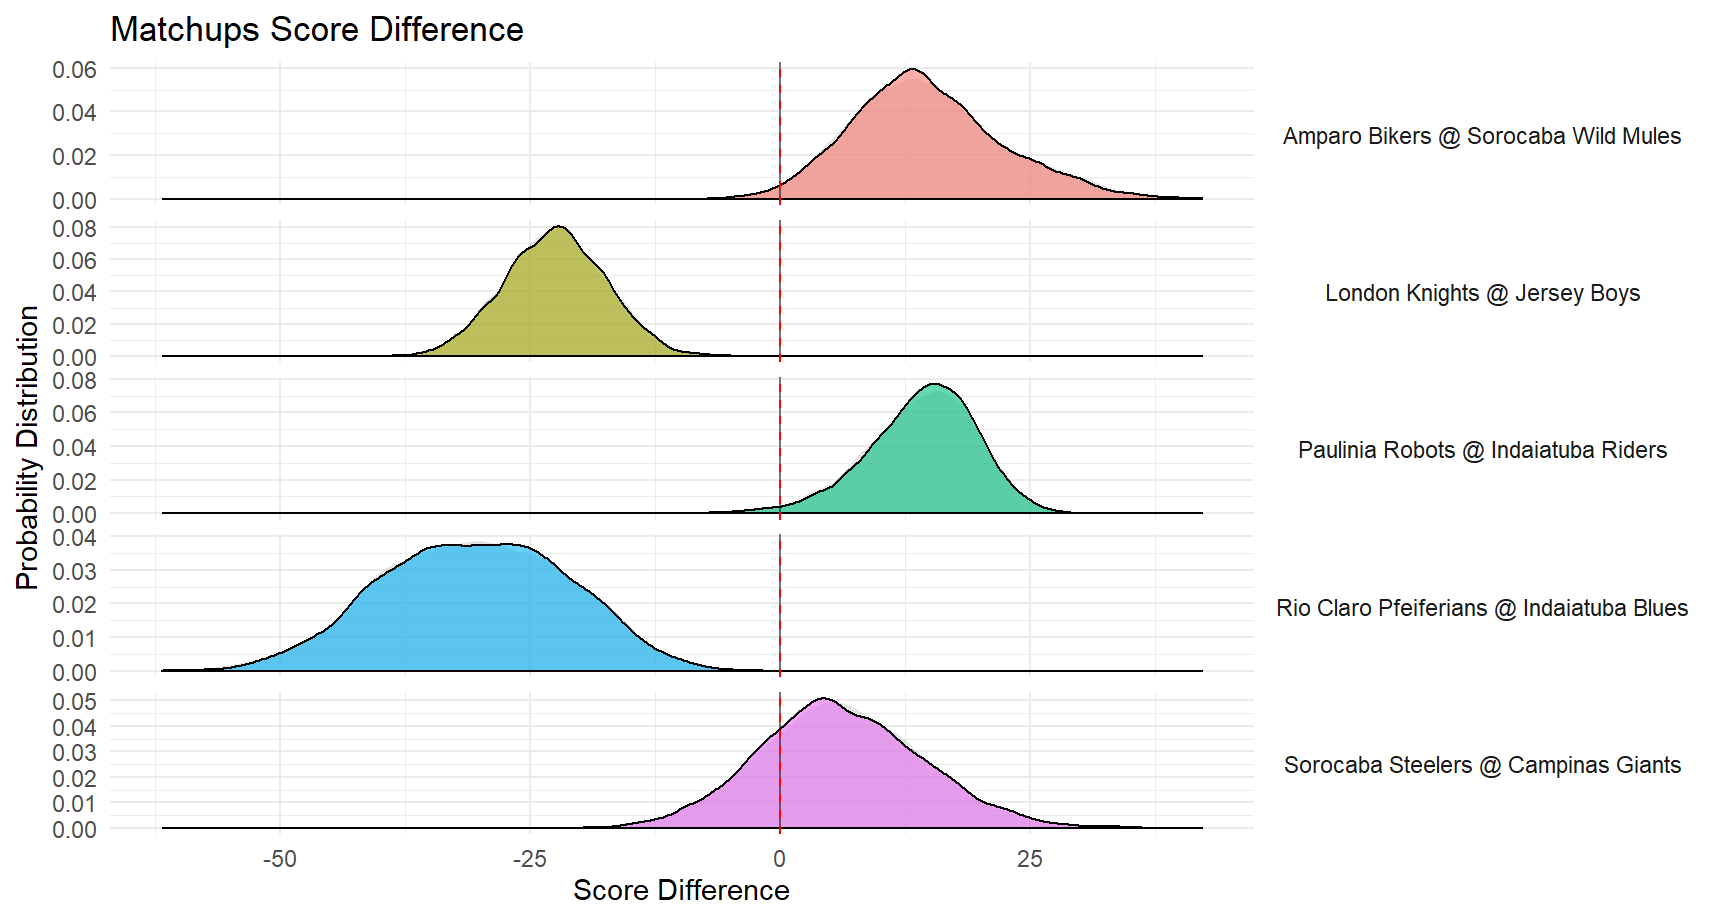 Matchups Score Difference
Probability Distribution
0.06
0.04
0.02
0.00
Amparo Bikers @ Sorocaba Wild Mules
0.08
0.06
0.04
0.02
0.00
London Knights @ Jersey Boys
0.08
0.06
0.04
0.02
0.00
Paulinia Robots @ Indaiatuba Riders
0.04
0.03
0.02
0.01
0.00
Rio Claro Pfeiferians @ Indaiatuba Blues
0.05
0.04
0.03
0.02
0.01
0.00
Sorocaba Steelers @ Campinas Giants
-50 -25 0 25
Score Difference